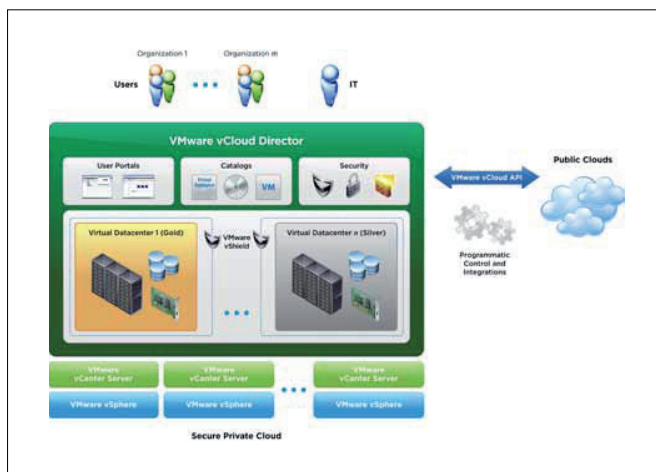 Organization 1
Organization m
Users
IT
VMware vCloud Director
User Portals
Catalogs
Security
Virtual
Appliance
VM
VMware vCloud API
Public Clouds
Virtual Datacenter 1 (Gold)
VMware
vShield
Virtual Datacenter n (Silver)
Programmatic
Control and
Integrations
VMware
vCenter Server
VMware
vCenter Server
VMware
vCenter Server
VMware vSphere
VMware vSphere
VMware vSphere
Secure Private Cloud